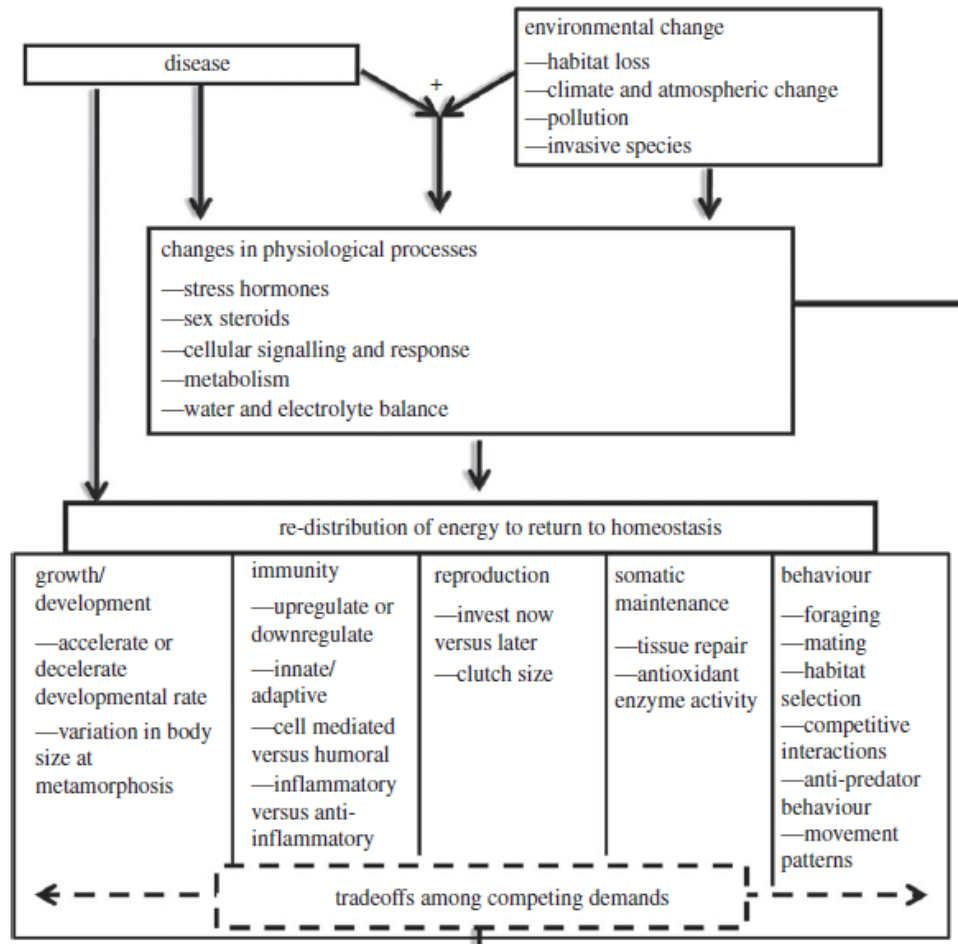 disease
+
environmental change
—habitat loss
—climate and atmospheric change
—pollution
—invasive species
changes in physiological processes
—stress hormones
—sex steroids
—cellular signalling and response
—metabolism
—water and electrolyte balance
re-distribution of energy to return to homeostasis
growth/
development
—accelerate or
decelerate
developmental rate
—variation in body
size at
metamorphosis
immunity
—upregulate or
downregulate
—innate/
adaptive
—cell mediated
versus humoral
—inflammatory
versus anti-
inflammatory
reproduction
—invest now
versus later
—clutch size
somatic
maintenance
—tissue repair
—antioxidant
enzyme activity
behaviour
—foraging
—mating
—habitat
selection
—competitive
interactions
—anti-predator
behaviour
—movement
patterns
tradeoffs among competing demands